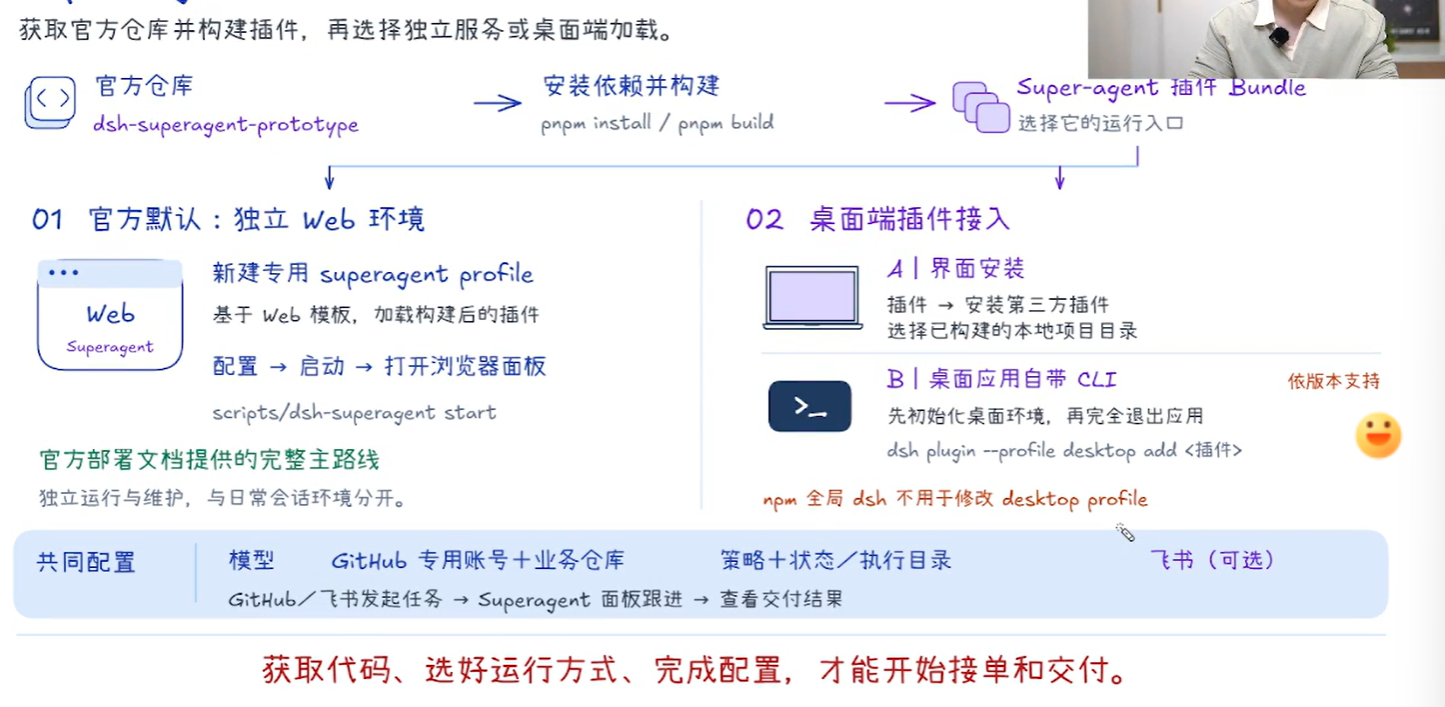 获取官方仓库并构建插件，再选择独立服务或桌面端加载。
官方仓库
dsh-superagent-prototype
安装依赖并构建
pnpm install / pnpm build
Super-agent 插件 Bundle
选择它的运行入口
01 官方默认：独立 Web 环境
Web
Superagent
新建专用 superagent profile
基于 Web 模板，加载构建后的插件
配置 → 启动 → 打开浏览器面板
scripts/dsh-superagent start
官方部署文档提供的完整主路线
独立运行与维护，与日常会话环境分开。
02 桌面端插件接入
A | 界面安装
插件 → 安装第三方插件
选择已构建的本地项目目录
B | 桌面应用自带 CLI
依版本支持
先初始化桌面环境，再完全退出应用
dsh plugin --profile desktop add <插件>
npm 全局 dsh 不用于修改 desktop profile
共同配置
模型 GitHub 专用账号＋业务仓库 策略＋状态／执行目录 飞书（可选）
GitHub／飞书发起任务 → Superagent 面板跟进 → 查看交付结果
获取代码、选好运行方式、完成配置，才能开始接单和交付。